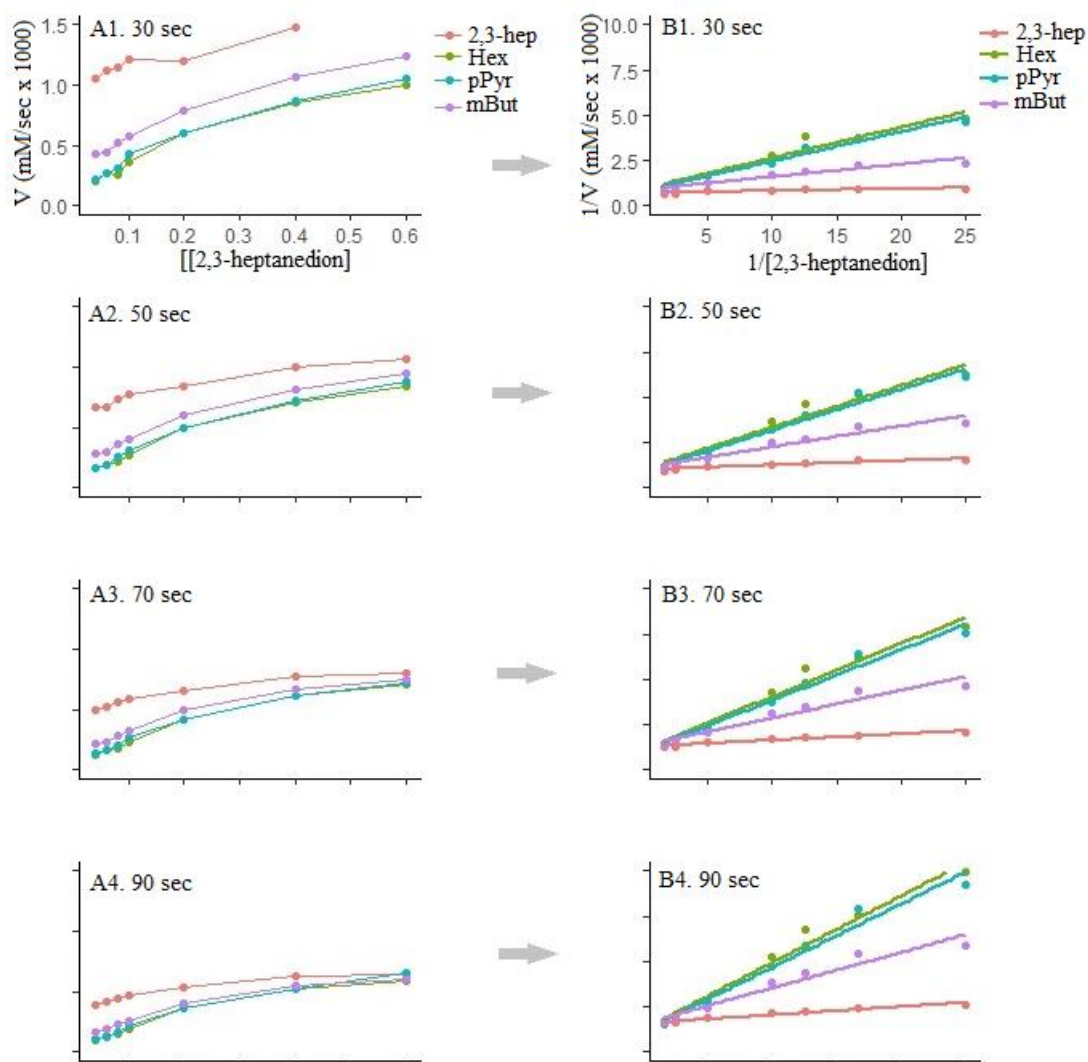 A1. 30 sec
V (mM/sec x 1000)
1.5
1.0
0.5
0.0
0.1 0.2 0.3 0.4 0.5 0.6
[[2,3-heptanedion]
2,3-hep
Hex
pPyr
mBut
B1. 30 sec
1/V (mM/sec x 1000)
10.0
7.5
5.0
2.5
0.0
5 10 15 20 25
1/[2,3-heptanedion]
2,3-hep
Hex
pPyr
mBut
A2. 50 sec
B2. 50 sec
A3. 70 sec
B3. 70 sec
A4. 90 sec
B4. 90 sec